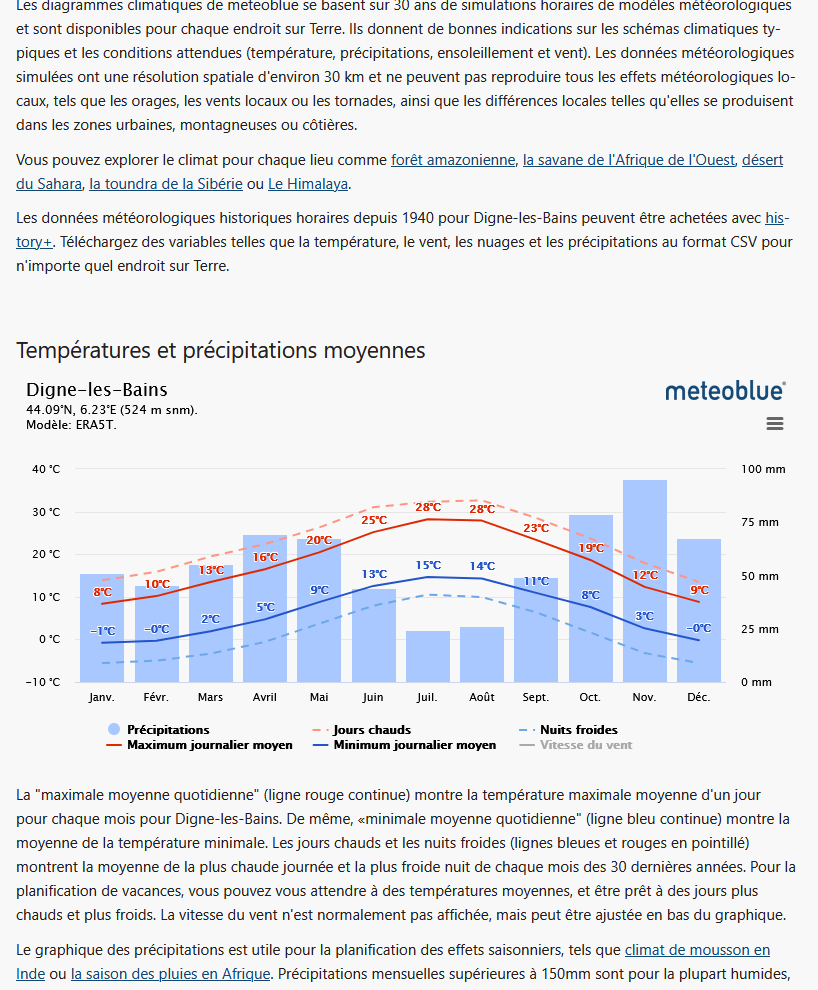 Les diagrammes climatiques de meteoblue se basent sur 30 ans de simulations horaires de modèles météorologiques
et sont disponibles pour chaque endroit sur Terre. Ils donnent de bonnes indications sur les schémas climatiques ty-
piques et les conditions attendues (température, précipitations, ensoleillement et vent). Les données météorologiques
simulées ont une résolution spatiale d'environ 30 km et ne peuvent pas reproduire tous les effets météorologiques lo-
caux, tels que les orages, les vents locaux ou les tornades, ainsi que les différences locales telles qu'elles se produisent
dans les zones urbaines, montagneuses ou côtières.
Vous pouvez explorer le climat pour chaque lieu comme forêt amazonienne, la savane de l'Afrique de l'Ouest, désert
du Sahara, la toundra de la Sibérie ou Le Himalaya.
Les données météorologiques historiques horaires depuis 1940 pour Digne-les-Bains peuvent être achetées avec his-
tory+. Téléchargez des variables telles que la température, le vent, les nuages et les précipitations au format CSV pour
n'importe quel endroit sur Terre.
Températures et précipitations moyennes
Digne-les-Bains
meteoblue®
44.09°N, 6.23°E (524 m snm).
Modèle: ERA5T.
40 °C 100 mm
30 °C 75 mm
20 °C 50 mm
10 °C 25 mm
0 °C 0 mm
-10 °C
8°C 10°C 13°C 16°C 20°C 25°C 28°C 28°C 23°C 19°C 12°C 9°C
-1°C -0°C 2°C 5°C 9°C 13°C 15°C 14°C 11°C 8°C 3°C -0°C
Janv. Févr. Mars Avril Mai Juin Juil. Août Sept. Oct. Nov. Déc.
Précipitations Jours chauds Nuits froides
Maximum journalier moyen Minimum journalier moyen Vitesse du vent
La "maximale moyenne quotidienne" (ligne rouge continue) montre la température maximale moyenne d'un jour
pour chaque mois pour Digne-les-Bains. De même, «minimale moyenne quotidienne" (ligne bleu continue) montre la
moyenne de la température minimale. Les jours chauds et les nuits froides (lignes bleues et rouges en pointillé)
montrent la moyenne de la plus chaude journée et la plus froide nuit de chaque mois des 30 dernières années. Pour la
planification de vacances, vous pouvez vous attendre à des températures moyennes, et être prêt à des jours plus
chauds et plus froids. La vitesse du vent n'est normalement pas affichée, mais peut être ajustée en bas du graphique.
Le graphique des précipitations est utile pour la planification des effets saisonniers, tels que climat de mousson en
Inde ou la saison des pluies en Afrique. Précipitations mensuelles supérieures à 150mm sont pour la plupart humides,